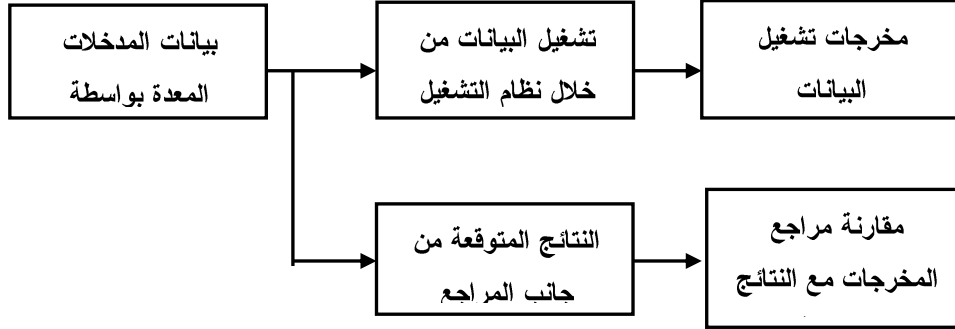 بيانات المدخلات
المعدة بواسطة
تشغيل البيانات من
خلال نظام التشغيل
مخرجات تشغيل
البيانات
النتائج المتوقعة من
جانب المراجع
مقارنة مراجع
المخرجات مع النتائج